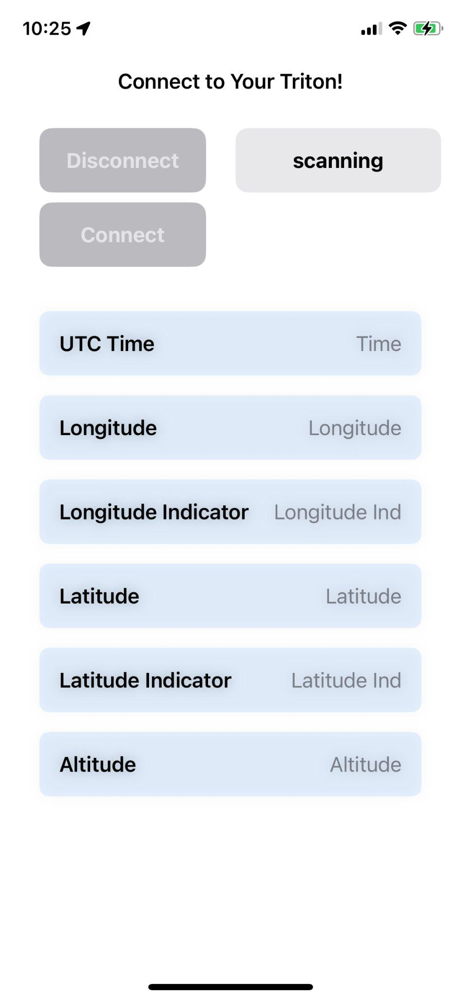 10:25
Connect to Your Triton!
Disconnect
scanning
Connect
UTC Time Time
Longitude Longitude
Longitude Indicator Longitude Ind
Latitude Latitude
Latitude Indicator Latitude Ind
Altitude Altitude